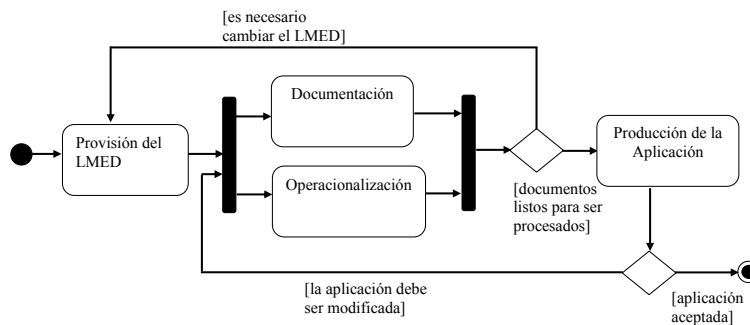 [es necesario
cambiar el LMED]
Documentación
Provisión del
LMED
Producción de la
Aplicación
Operacionalización
[documentos
listos para ser
procesados]
[la aplicación debe
ser modificada]
[aplicación
aceptada]